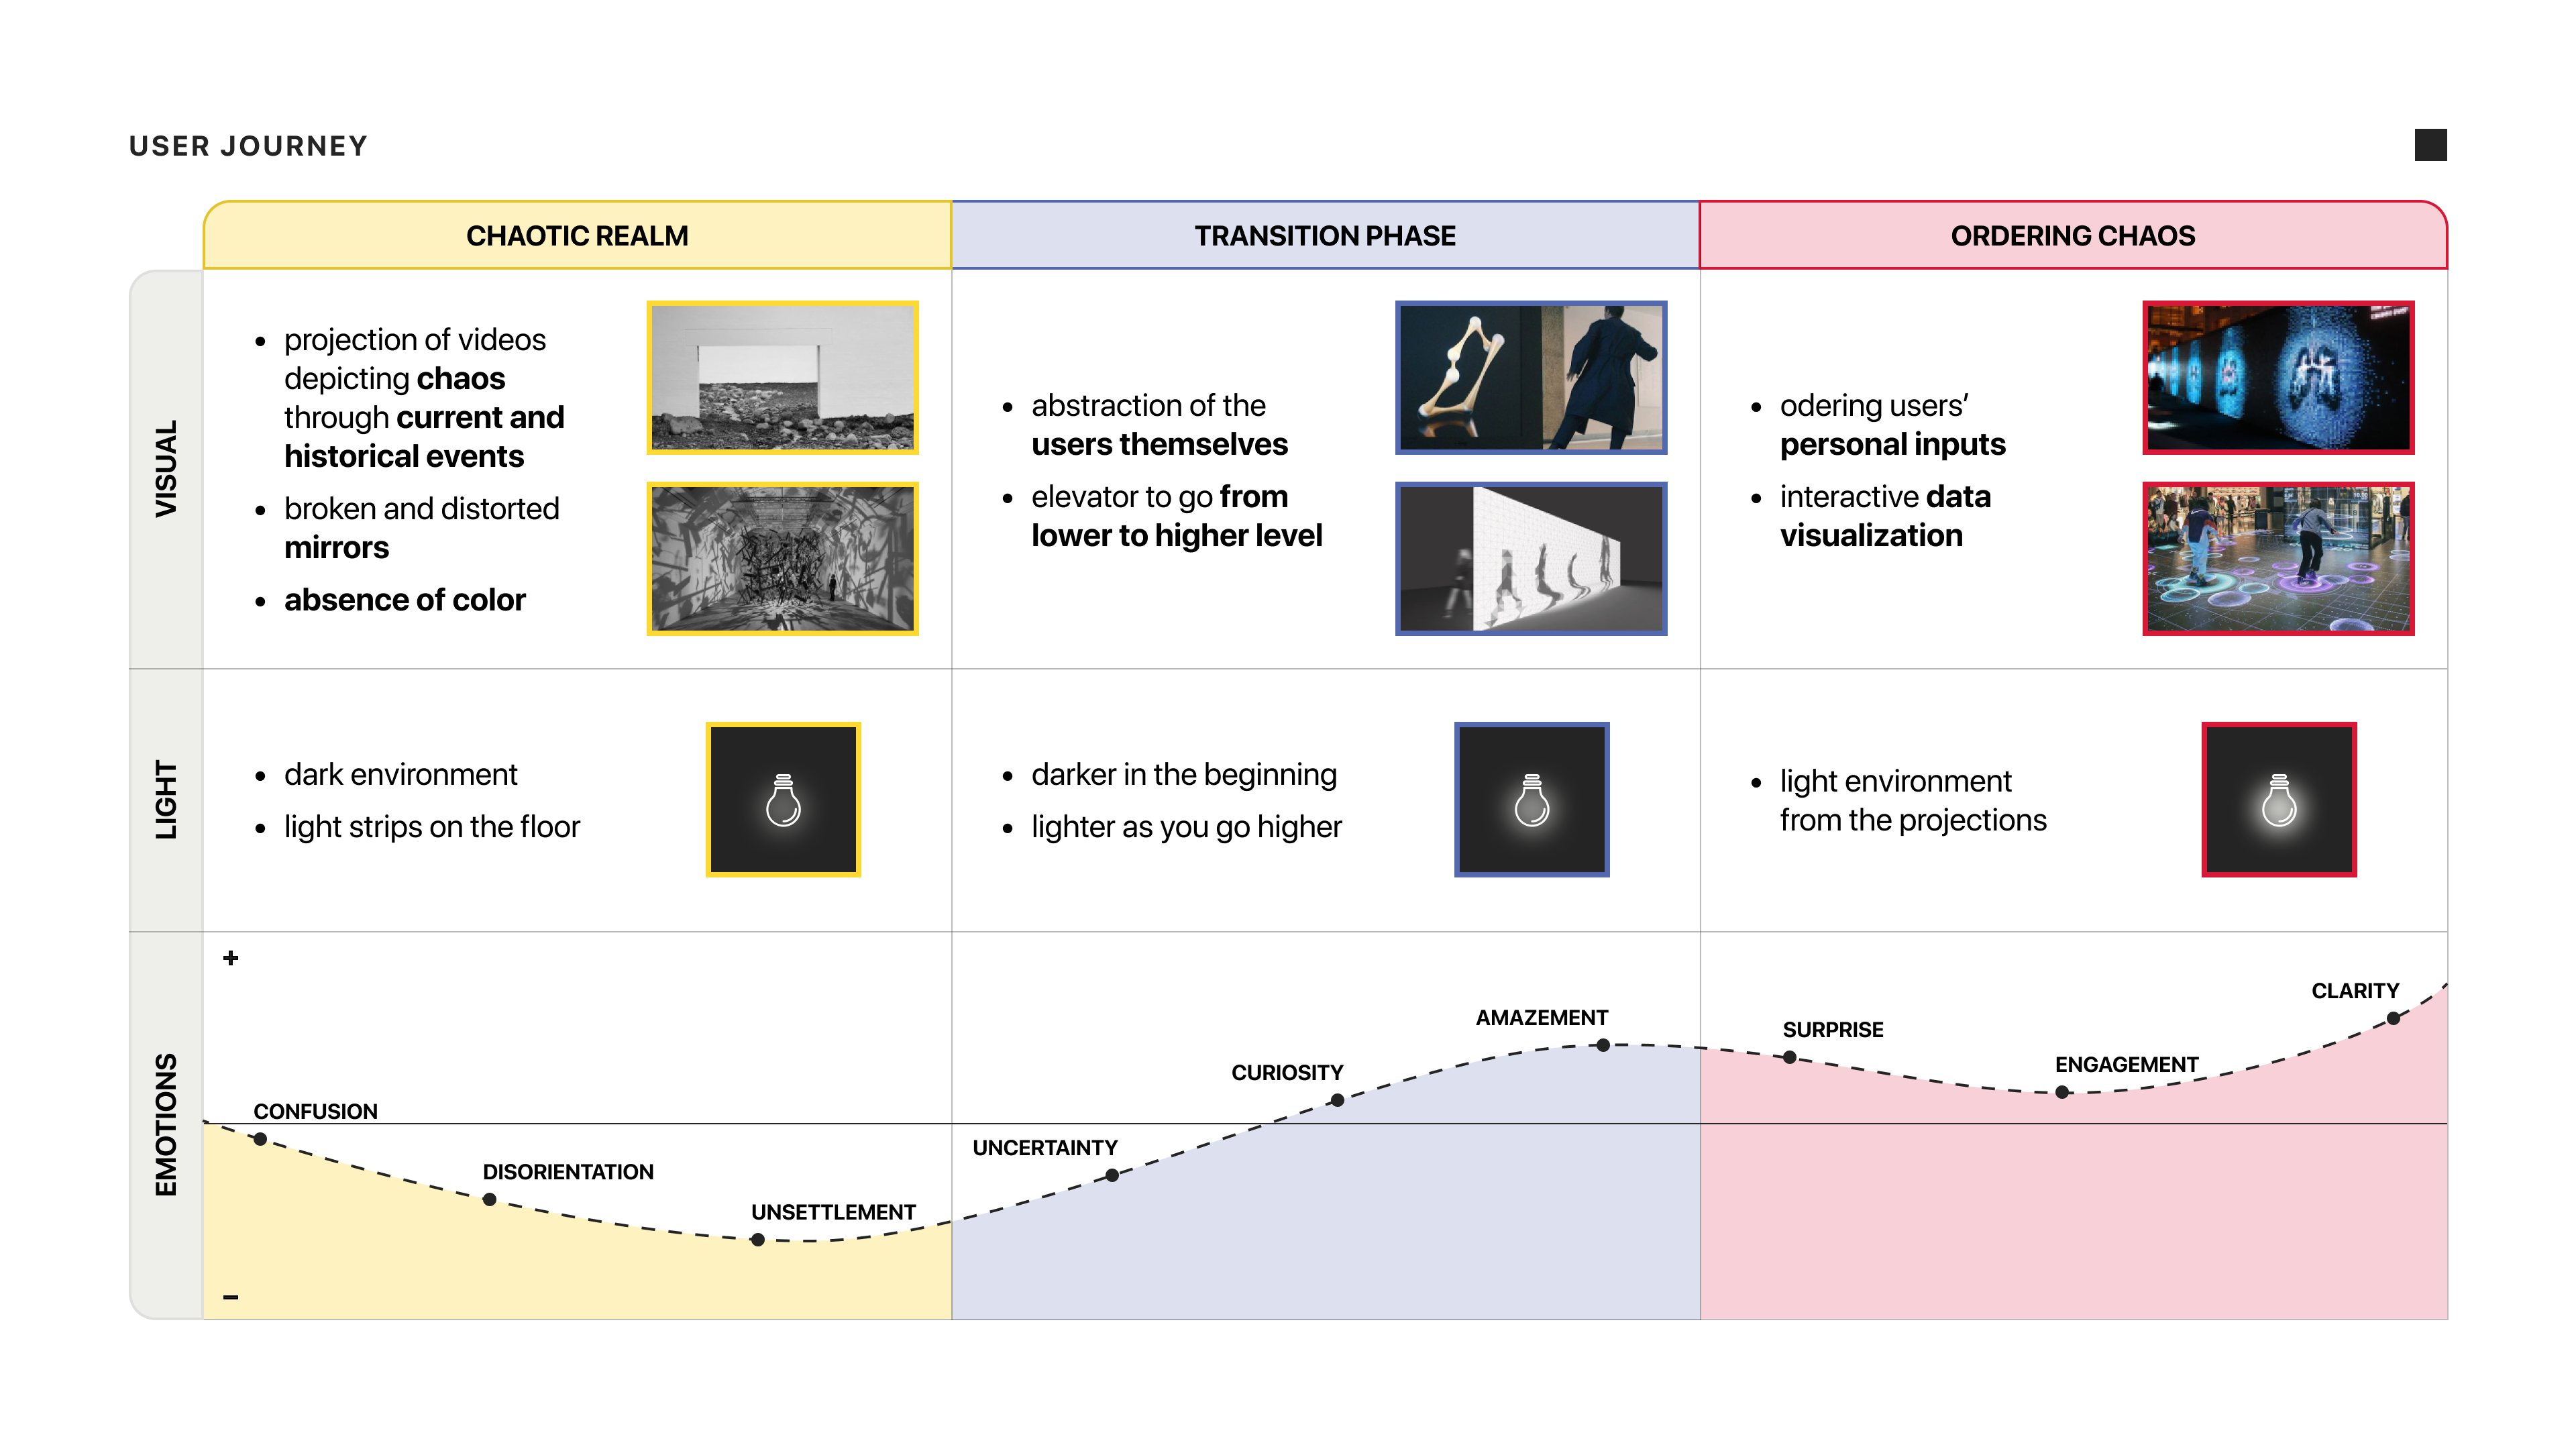 USER JOURNEY
CHAOTIC REALM
TRANSITION PHASE
ORDERING CHAOS
VISUAL
• projection of videos
depicting chaos
through current and
historical events
• broken and distorted
mirrors
• absence of color
• abstraction of the
users themselves
• elevator to go from
lower to higher level
• odering users’
personal inputs
• interactive data
visualization
LIGHT
• dark environment
• light strips on the floor
• darker in the beginning
• lighter as you go higher
• light environment
from the projections
EMOTIONS
+
CONFUSION
DISORIENTATION
UNSETTLEMENT
UNCERTAINTY
CURIOSITY
AMAZEMENT
SURPRISE
ENGAGEMENT
CLARITY
–